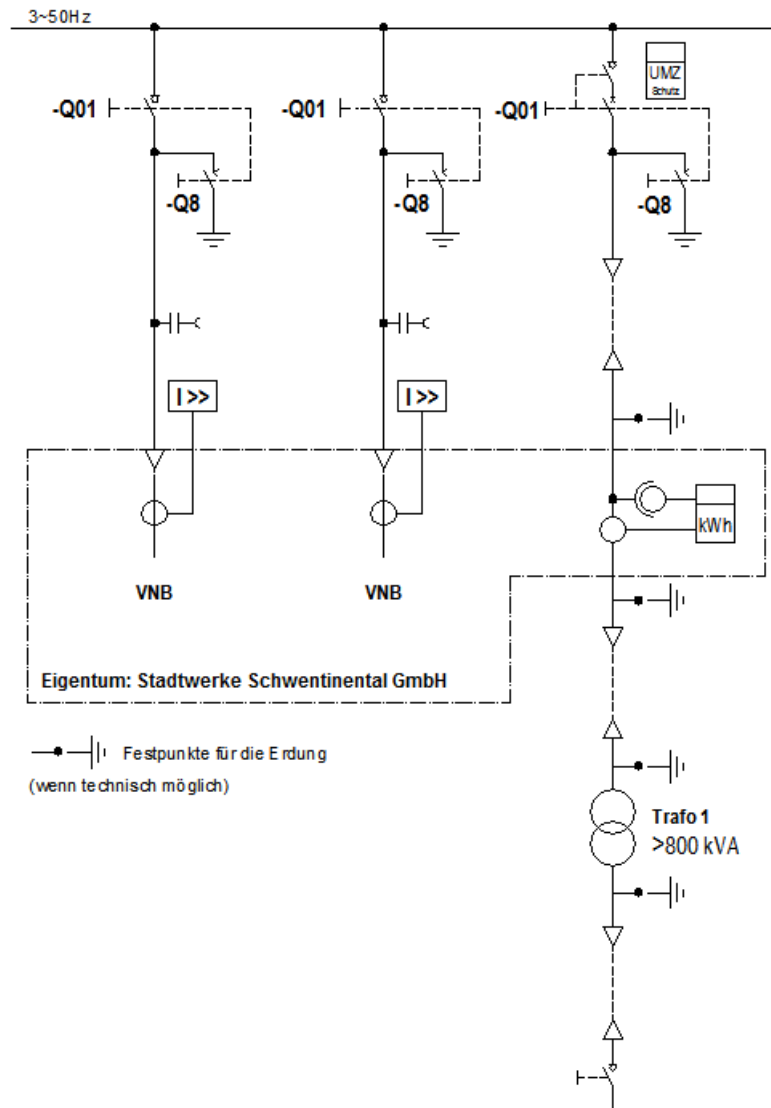 3~50Hz
UMZ
Schutz
-Q01
-Q01
-Q01
-Q8
-Q8
-Q8
I >>
I >>
kWh
VNB
VNB
Eigentum: Stadtwerke Schwentinental GmbH
Festpunkte für die Erdung
(wenn technisch möglich)
Trafo 1
>800 kVA